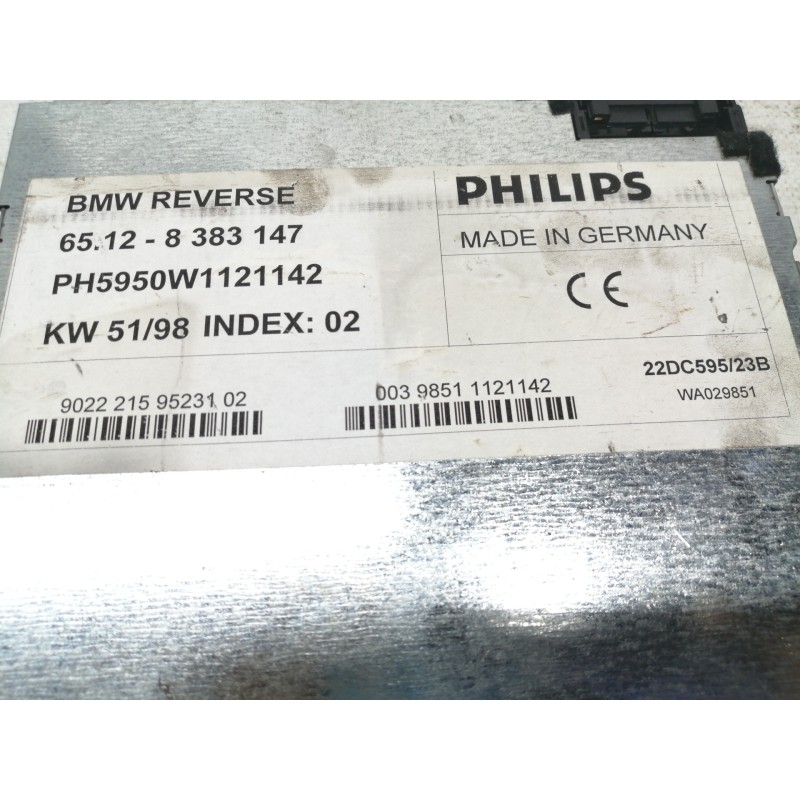 BMW REVERSE
65.12 - 8 383 147
PH5950W1121142
KW 51/98 INDEX: 02
PHILIPS
MADE IN GERMANY
CE
9022 215 95231 02
003 9851 1121142
22DC595/23B
WA029851